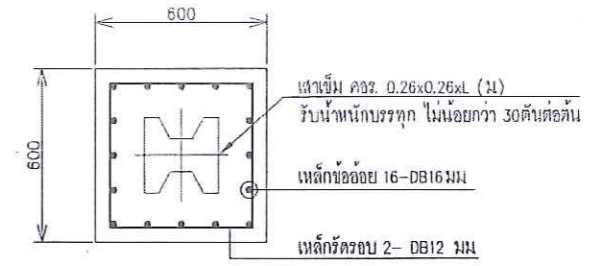 600
600
เสาเข็ม คอร. 0.26x0.26xL (ม)
รับน้ำหนักบรรทุก ไม่น้อยกว่า 30ตันต่อต้น
เหล็กข้ออ้อย 16-DB16มม
เหล็กรัดรอบ 2- DB12 มม